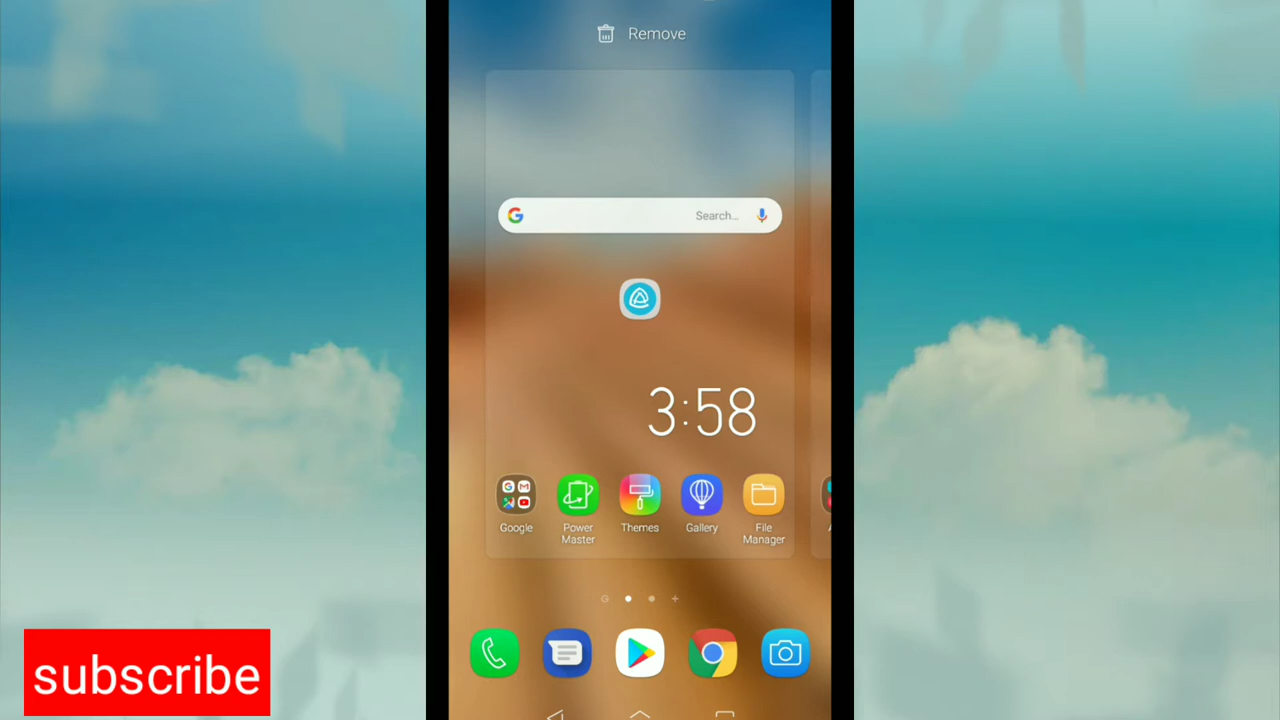 Remove
Search...
3:58
Google
Power
Master
Themes
Gallery
File
Manager
subscribe